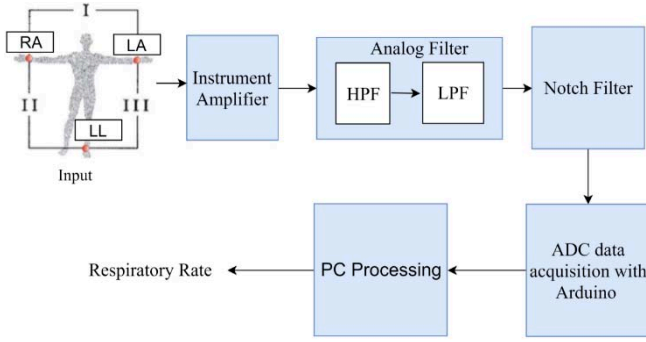 I
RA
LA
II
III
LL
Input
Instrument
Amplifier
Analog Filter
HPF
LPF
Notch Filter
ADC data
acquisition with
Arduino
PC Processing
Respiratory Rate